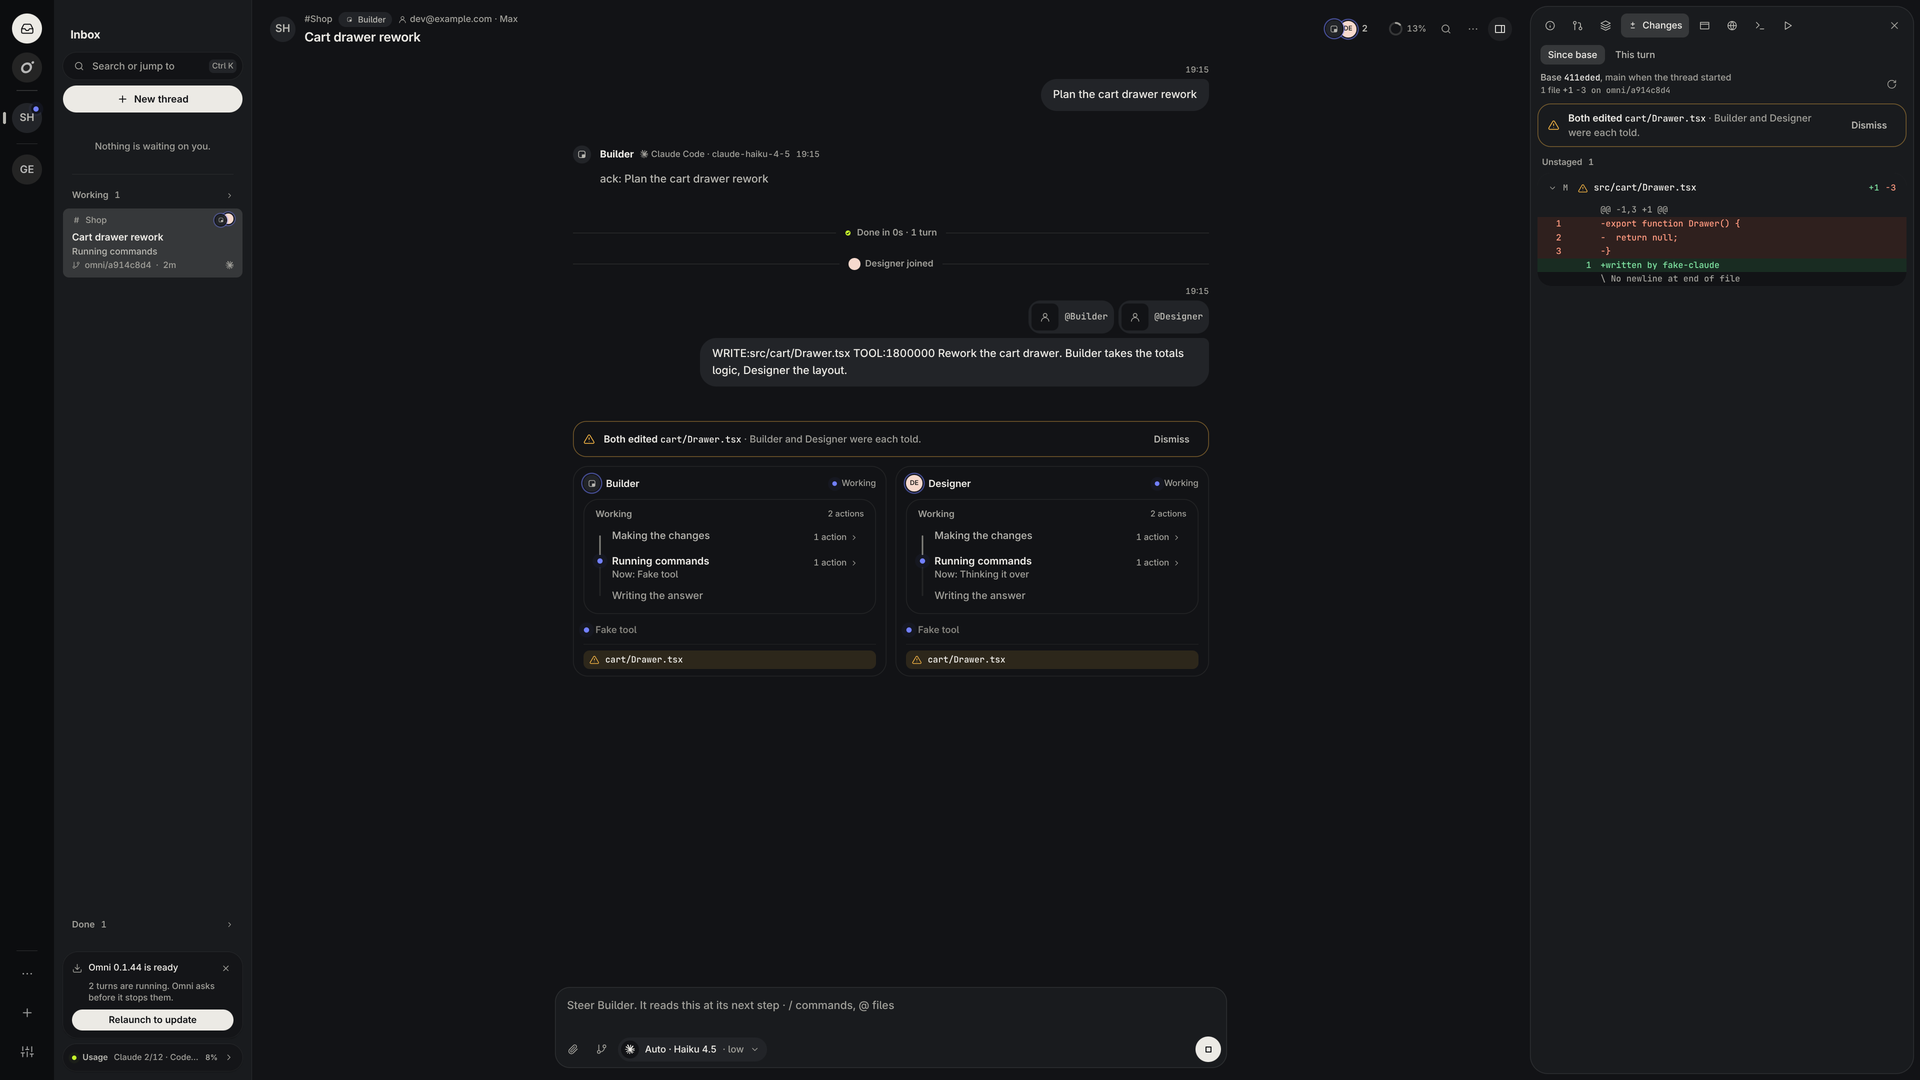 Inbox
Search or jump to Ctrl K
+ New thread
Nothing is waiting on you.
Working 1
# Shop
Cart drawer rework
Running commands
omni/a914c8d4 · 2m
SH
GE
Done 1
Omni 0.1.44 is ready
2 turns are running. Omni asks
before it stops them.
Relaunch to update
Usage Claude 2/12 · Code... 8%
SH
#Shop Builder dev@example.com · Max
Cart drawer rework
DE 2 13%
19:15
Plan the cart drawer rework
Builder Claude Code · claude-haiku-4-5 19:15
ack: Plan the cart drawer rework
Done in 0s · 1 turn
Designer joined
19:15
@Builder @Designer
WRITE:src/cart/Drawer.tsx TOOL:1800000 Rework the cart drawer. Builder takes the totals
logic, Designer the layout.
Both edited cart/Drawer.tsx · Builder and Designer were each told. Dismiss
Builder Working
Working 2 actions
Making the changes 1 action
Running commands 1 action
Now: Fake tool
Writing the answer
Fake tool
cart/Drawer.tsx
DE Designer Working
Working 2 actions
Making the changes 1 action
Running commands 1 action
Now: Thinking it over
Writing the answer
Fake tool
cart/Drawer.tsx
Steer Builder. It reads this at its next step · / commands, @ files
Auto · Haiku 4.5 · low
Changes
Since base This turn
Base 411eded, main when the thread started
1 file +1 -3 on omni/a914c8d4
Both edited cart/Drawer.tsx · Builder and Designer
were each told.
Dismiss
Unstaged 1
M src/cart/Drawer.tsx +1 -3
@@ -1,3 +1 @@
1 -export function Drawer() {
2 -  return null;
3 -}
1 +written by fake-claude
\ No newline at end of file